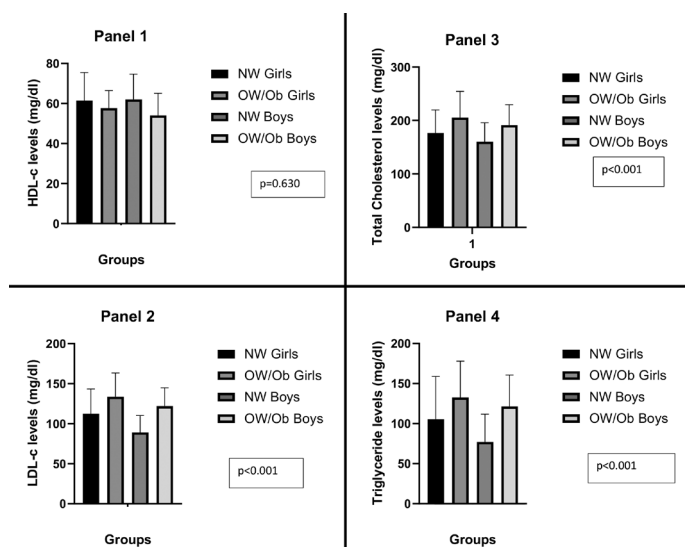 Panel 1
HDL-c levels (mg/dl)
80
60
40
20
0
Groups
NW Girls
OW/Ob Girls
NW Boys
OW/Ob Boys
p=0.630
Panel 3
Total Cholesterol levels (mg/dl)
300
200
100
0
1
Groups
NW Girls
OW/Ob Girls
NW Boys
OW/Ob Boys
p<0.001
Panel 2
LDL-c levels (mg/dl)
200
150
100
50
0
Groups
NW Girls
OW/Ob Girls
NW Boys
OW/Ob Boys
p<0.001
Panel 4
Triglyceride levels (mg/dl)
200
150
100
50
0
Groups
NW Girls
OW/Ob Girls
NW Boys
OW/Ob Boys
p<0.001